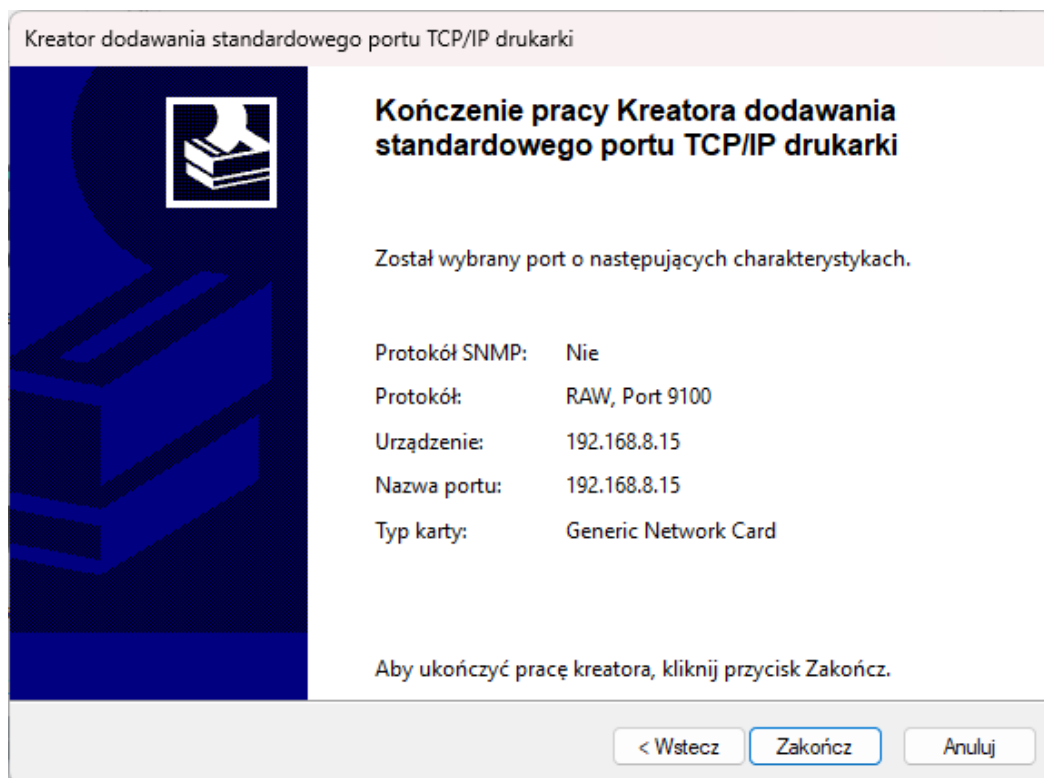 Kreator dodawania standardowego portu TCP/IP drukarki
Kończenie pracy Kreatora dodawania
standardowego portu TCP/IP drukarki
Został wybrany port o następujących charakterystykach.
Protokół SNMP: Nie
Protokół: RAW, Port 9100
Urządzenie: 192.168.8.15
Nazwa portu: 192.168.8.15
Typ karty: Generic Network Card
Aby ukończyć pracę kreatora, kliknij przycisk Zakończ.
< Wstecz Zakończ Anuluj